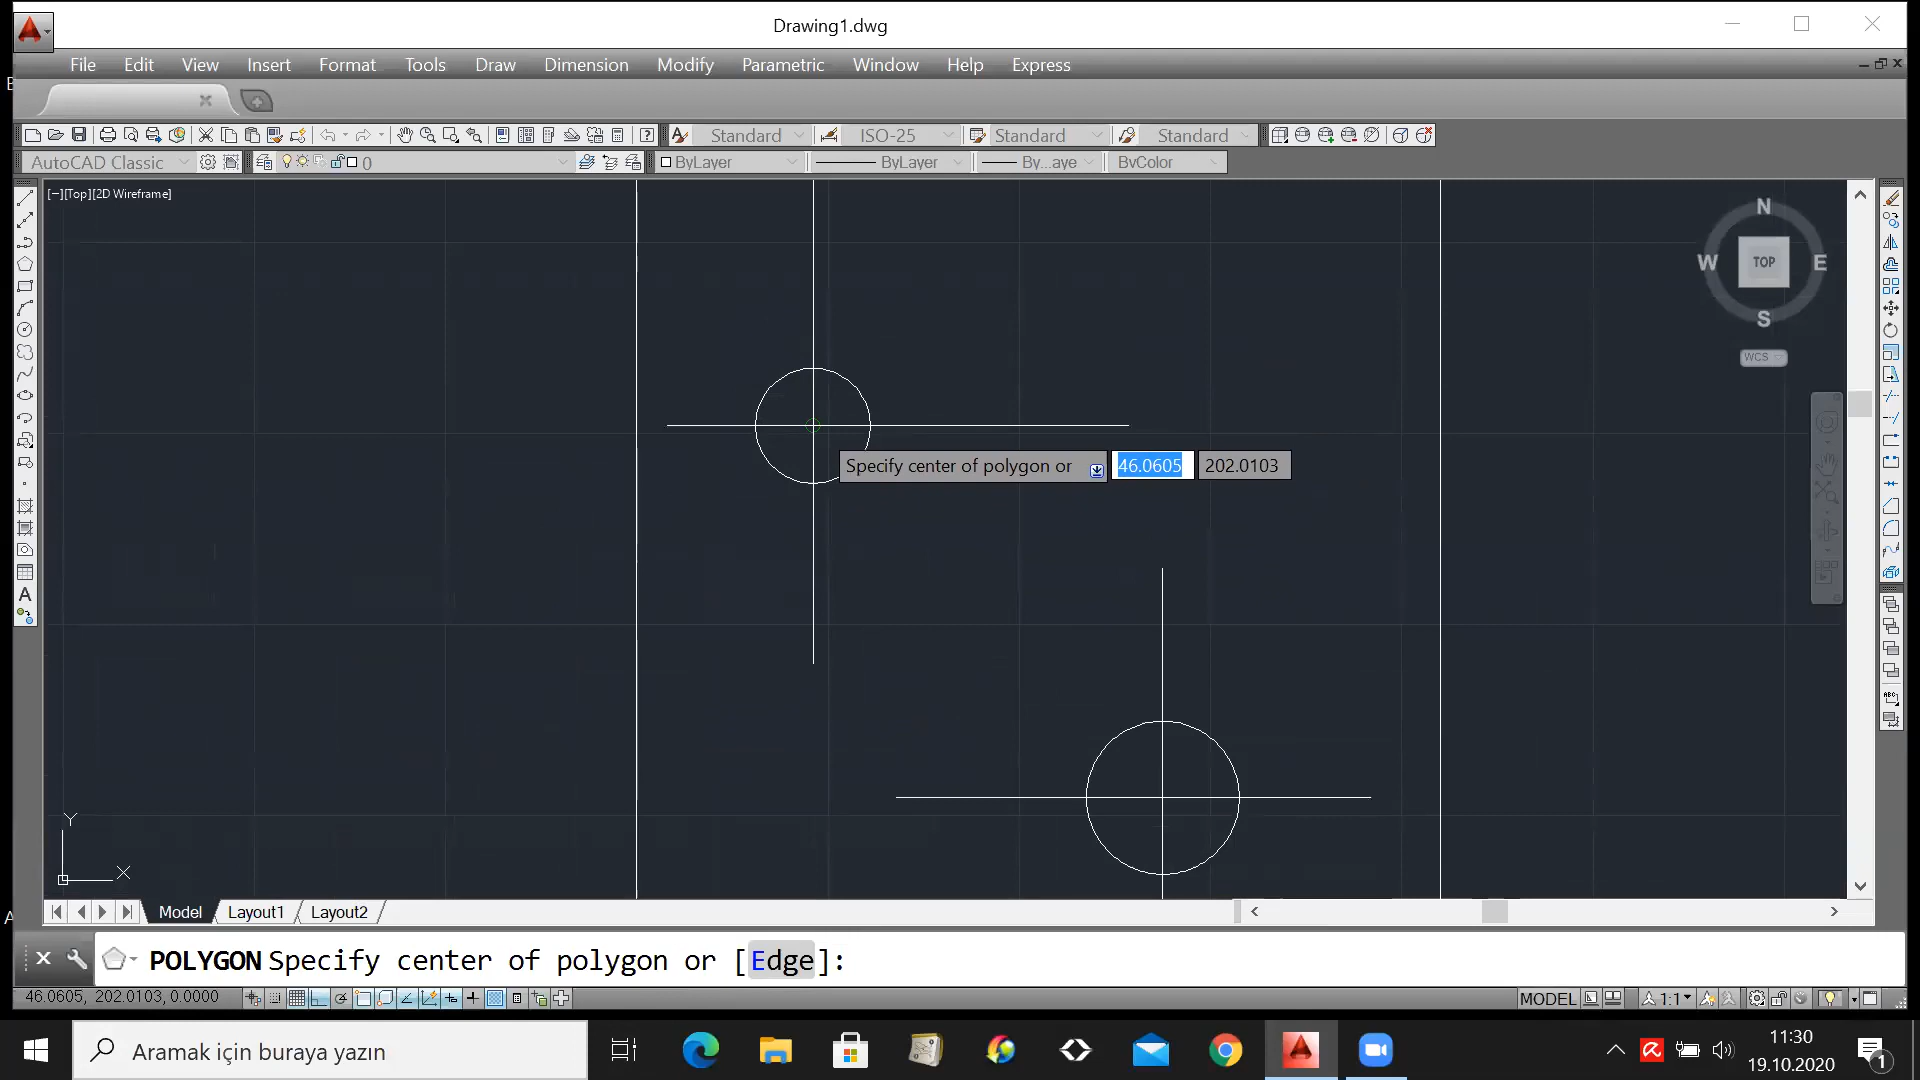 Drawing1.dwg
File Edit View Insert Format Tools Draw Dimension Modify Parametric Window Help Express
Standard ISO-25 Standard Standard
AutoCAD Classic 0 ByLayer ByLayer By...aye ByColor
[−][Top][2D Wireframe]
N
W TOP E
S
WCS
Specify center of polygon or 46.0605 202.0103
Y
X
Model Layout1 Layout2
POLYGON Specify center of polygon or [Edge]:
46.0605, 202.0103, 0.0000 MODEL 1:1
Aramak için buraya yazın
11:30
19.10.2020
1